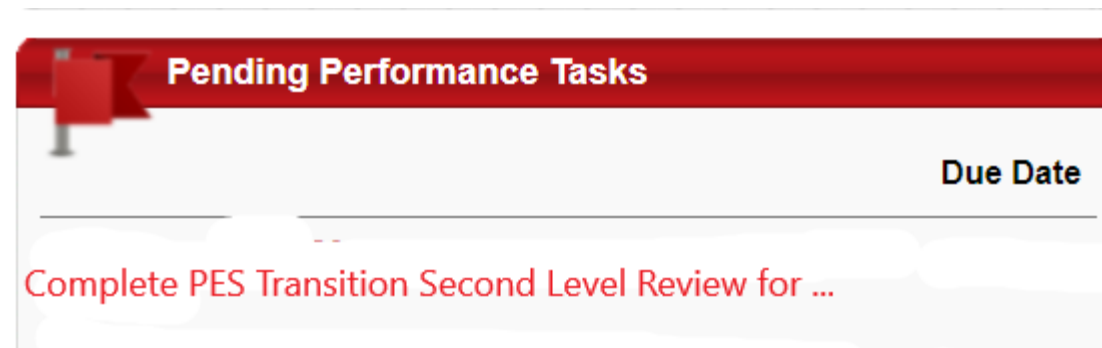 Pending Performance Tasks
Due Date
Complete PES Transition Second Level Review for ...